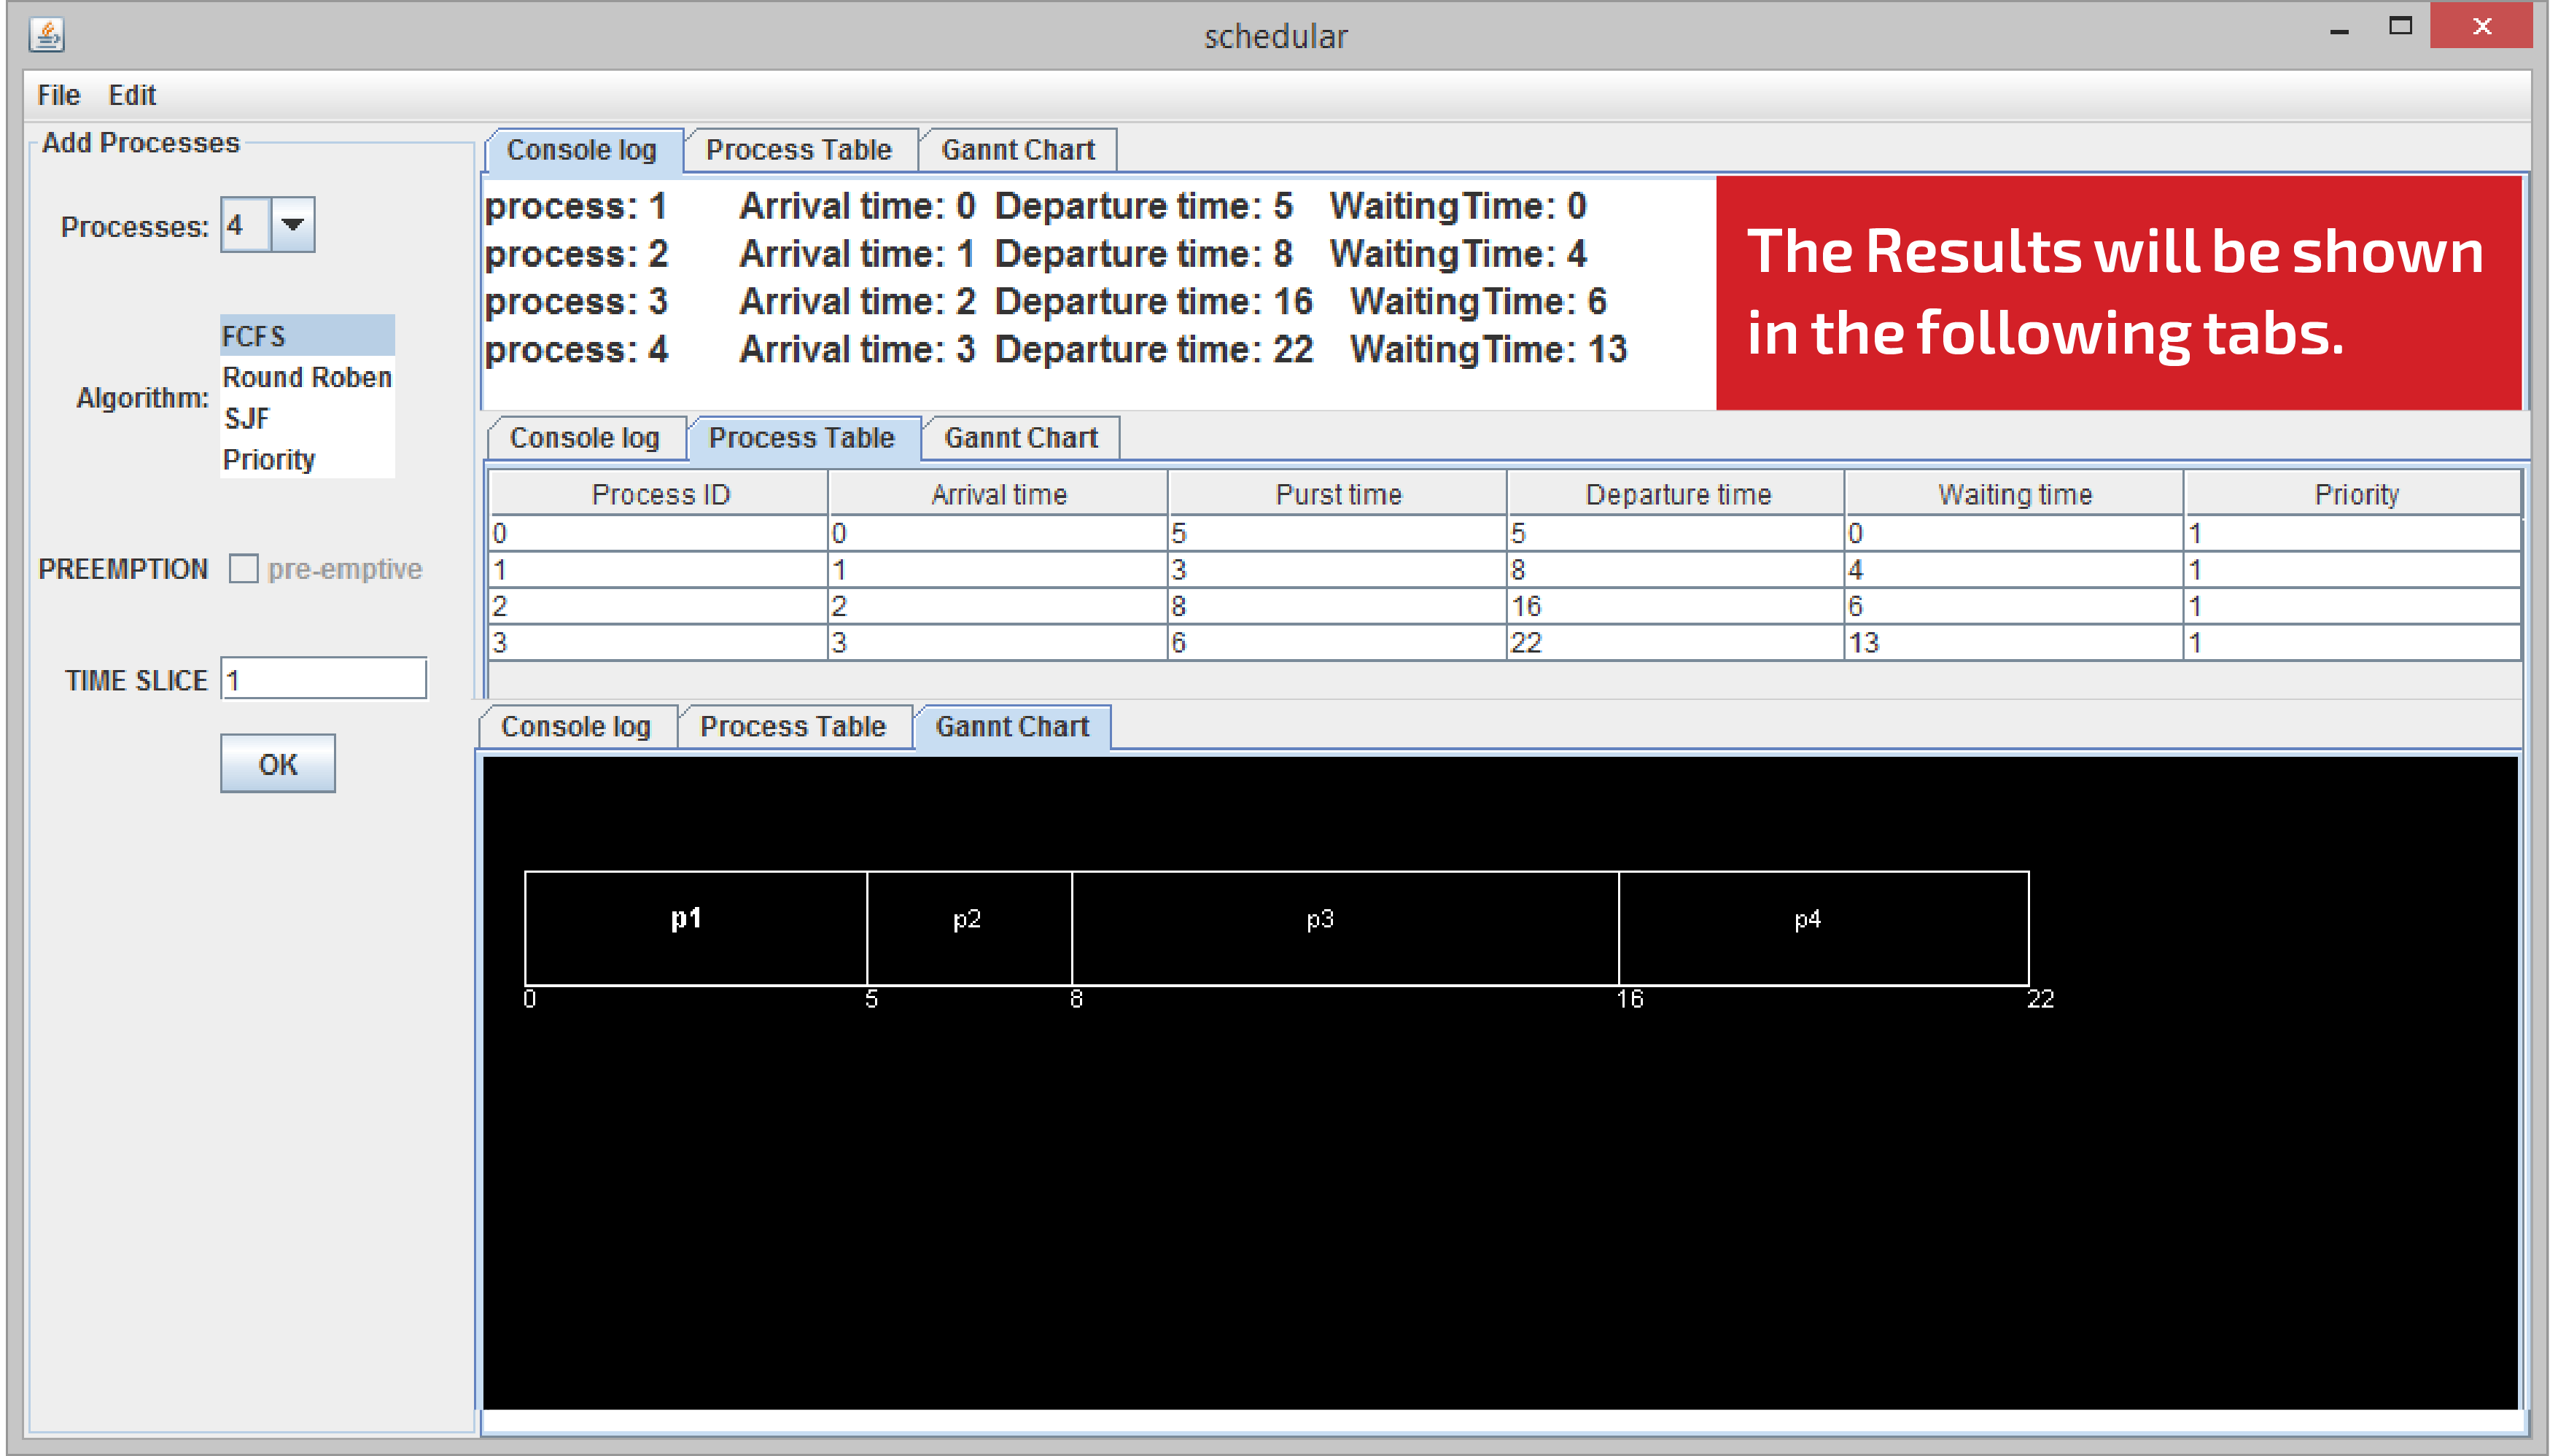 schedular
File Edit
Add Processes
Processes: 4
Algorithm:
FCFS
Round Roben
SJF
Priority
PREEMPTION pre-emptive
TIME SLICE 1
OK
Console log Process Table Gannt Chart
process: 1 Arrival time: 0 Departure time: 5 WaitingTime: 0
process: 2 Arrival time: 1 Departure time: 8 WaitingTime: 4
process: 3 Arrival time: 2 Departure time: 16 WaitingTime: 6
process: 4 Arrival time: 3 Departure time: 22 WaitingTime: 13
The Results will be shown
in the following tabs.
Console log Process Table Gannt Chart
Process ID Arrival time Purst time Departure time Waiting time Priority
0 0 5 5 0 1
1 1 3 8 4 1
2 2 8 16 6 1
3 3 6 22 13 1
Console log Process Table Gannt Chart
p1 p2 p3 p4
0 5 8 16 22